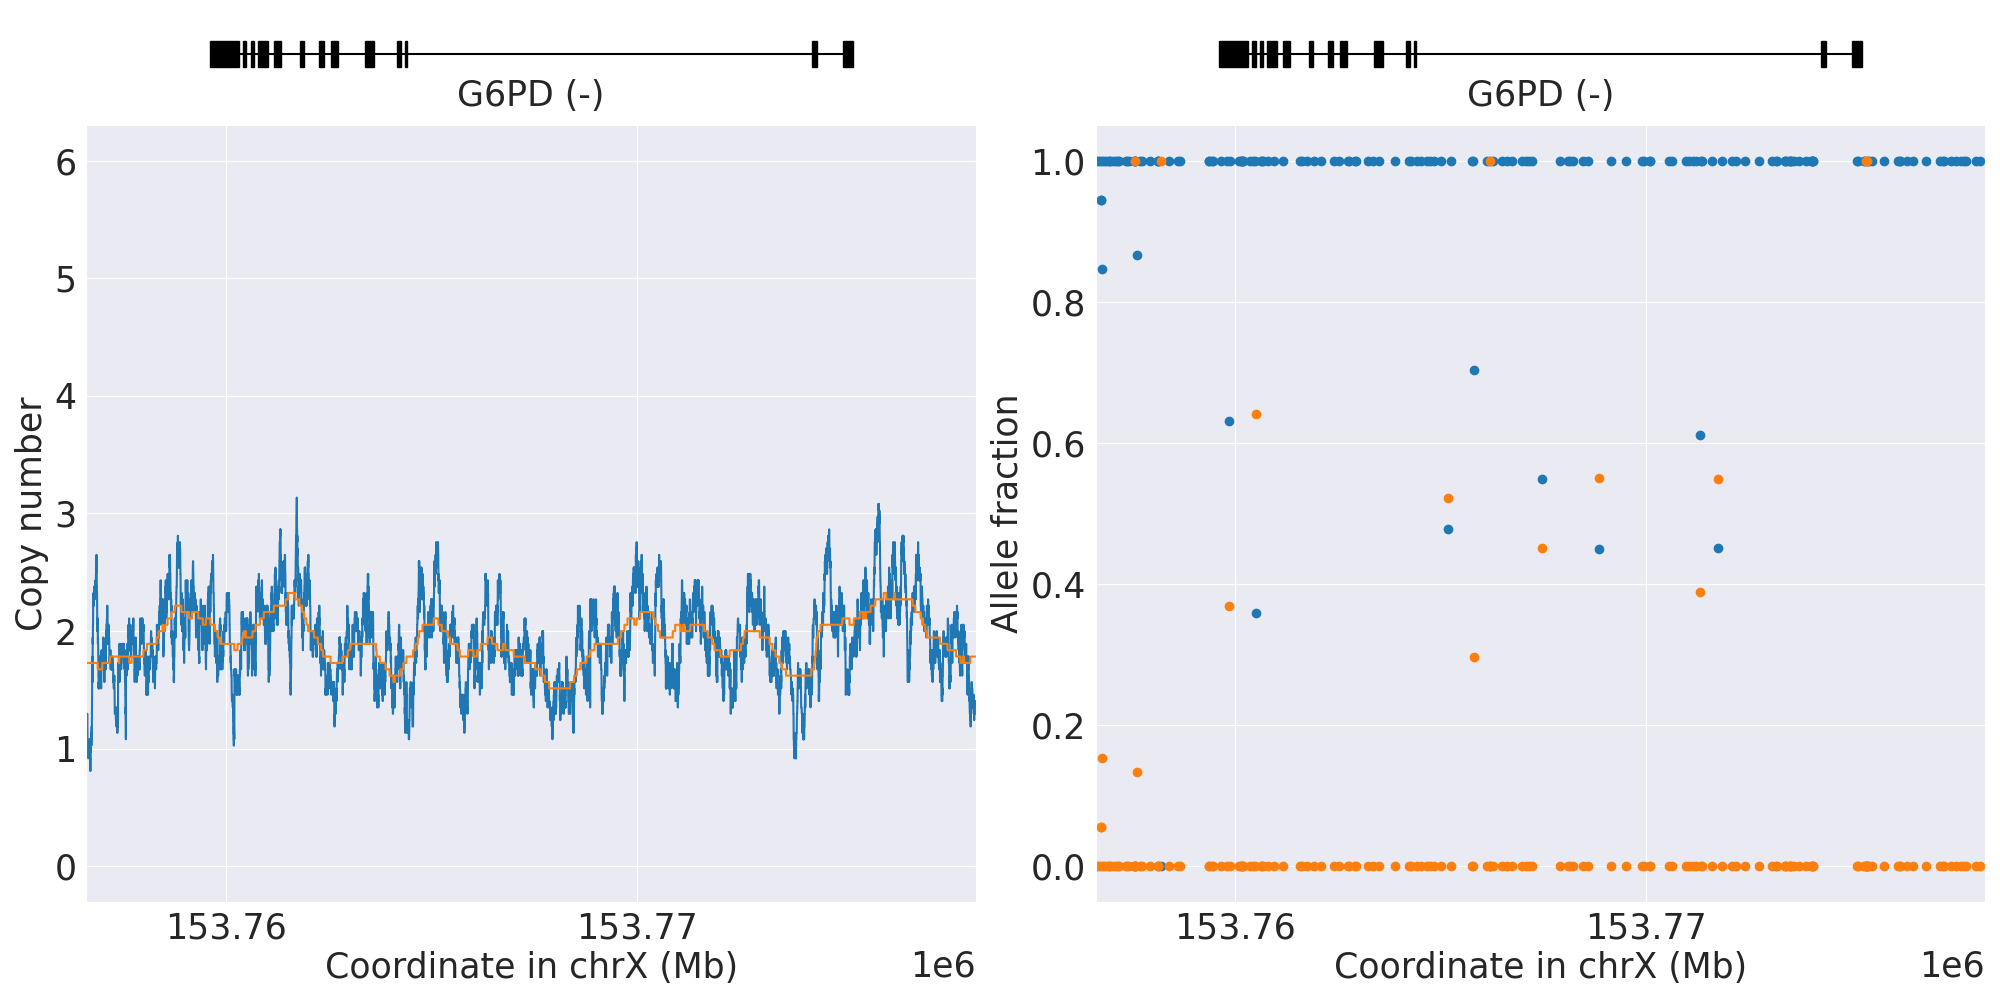 G6PD (-)
6
5
4
3
2
1
0
Copy number
153.76
153.77
Coordinate in chrX (Mb)
1e6
G6PD (-)
1.0
0.8
0.6
0.4
0.2
0.0
Allele fraction
153.76
153.77
Coordinate in chrX (Mb)
1e6